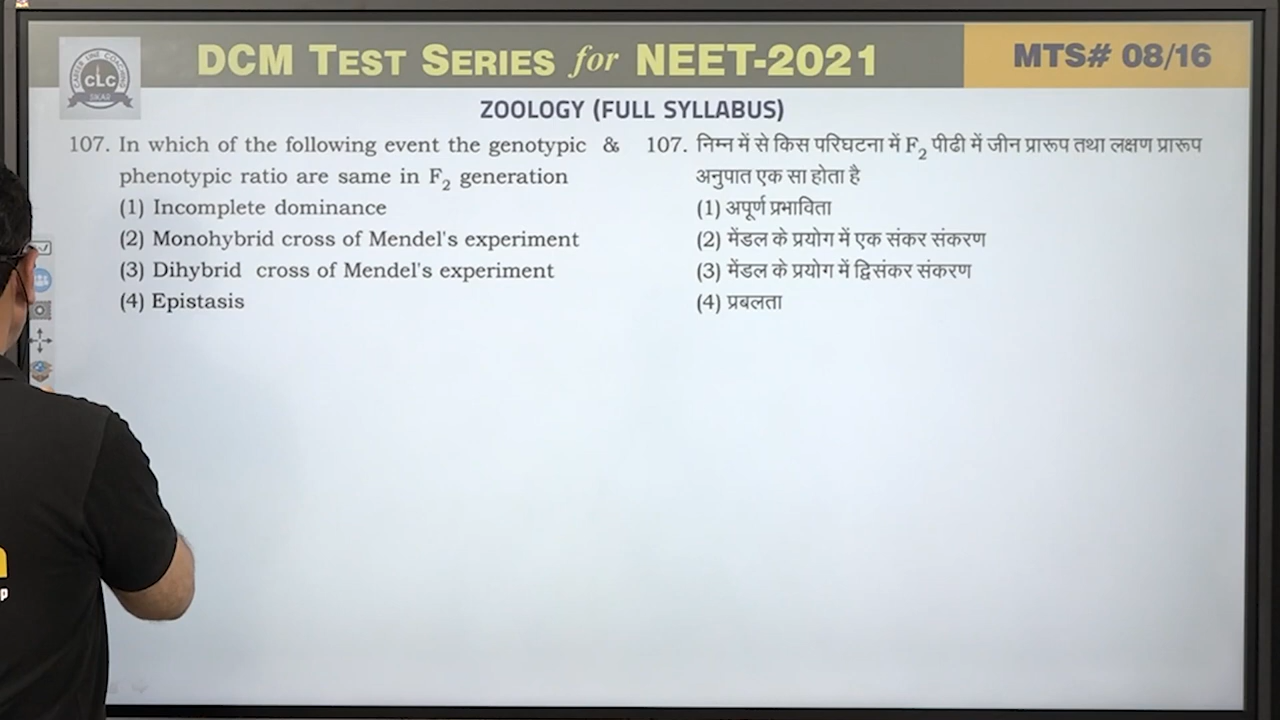 DCM TEST SERIES for NEET-2021
MTS# 08/16
CLC
SIKAR
ZOOLOGY (FULL SYLLABUS)
107. In which of the following event the genotypic &
phenotypic ratio are same in F2 generation
(1) Incomplete dominance
(2) Monohybrid cross of Mendel's experiment
(3) Dihybrid cross of Mendel's experiment
(4) Epistasis
107. निम्न में से किस परिघटना में F2 पीढी में जीन प्रारूप तथा लक्षण प्रारूप
अनुपात एक सा होता है
(1) अपूर्ण प्रभाविता
(2) मेंडल के प्रयोग में एक संकर संकरण
(3) मेंडल के प्रयोग में द्विसंकर संकरण
(4) प्रबलता